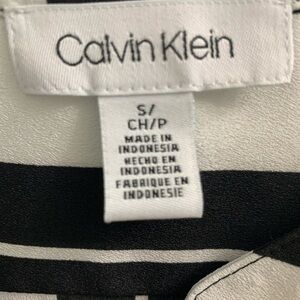 Calvin Klein
S/
CH/P
MADE IN
INDONESIA
HECHO EN
INDONESIA
FABRIQUE EN
INDONESIE